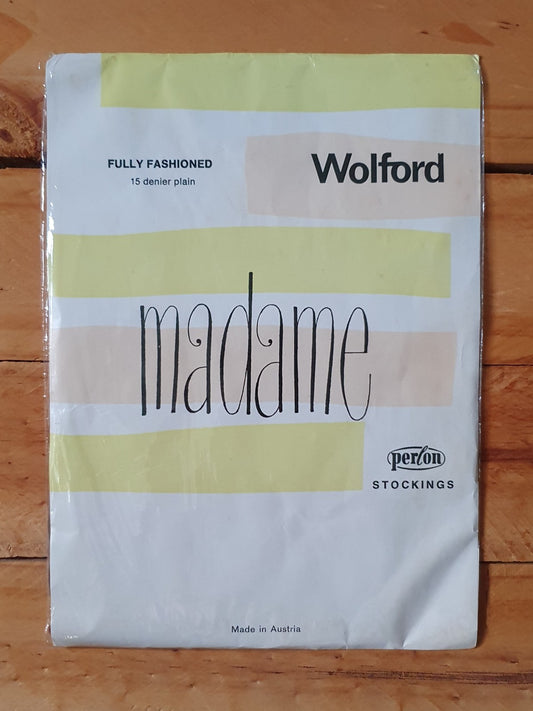 FULLY FASHIONED
15 denier plain
Wolford
madame
perlon
STOCKINGS
Made in Austria